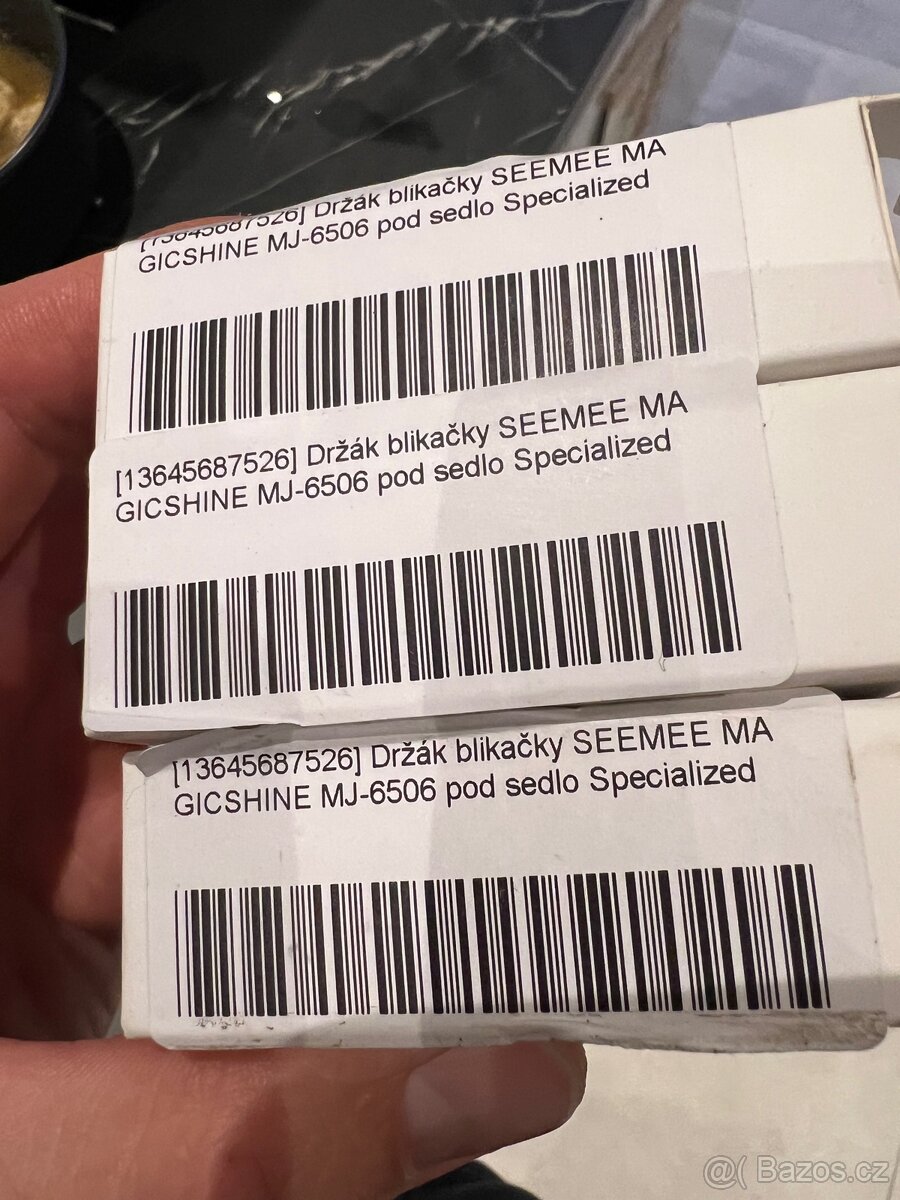 [13645687526] Držák blikačky SEEMEE MA
GICSHINE MJ-6506 pod sedlo Specialized
[13645687526] Držák blikačky SEEMEE MA
GICSHINE MJ-6506 pod sedlo Specialized
[13645687526] Držák blikačky SEEMEE MA
GICSHINE MJ-6506 pod sedlo Specialized
@( Bazos.cz